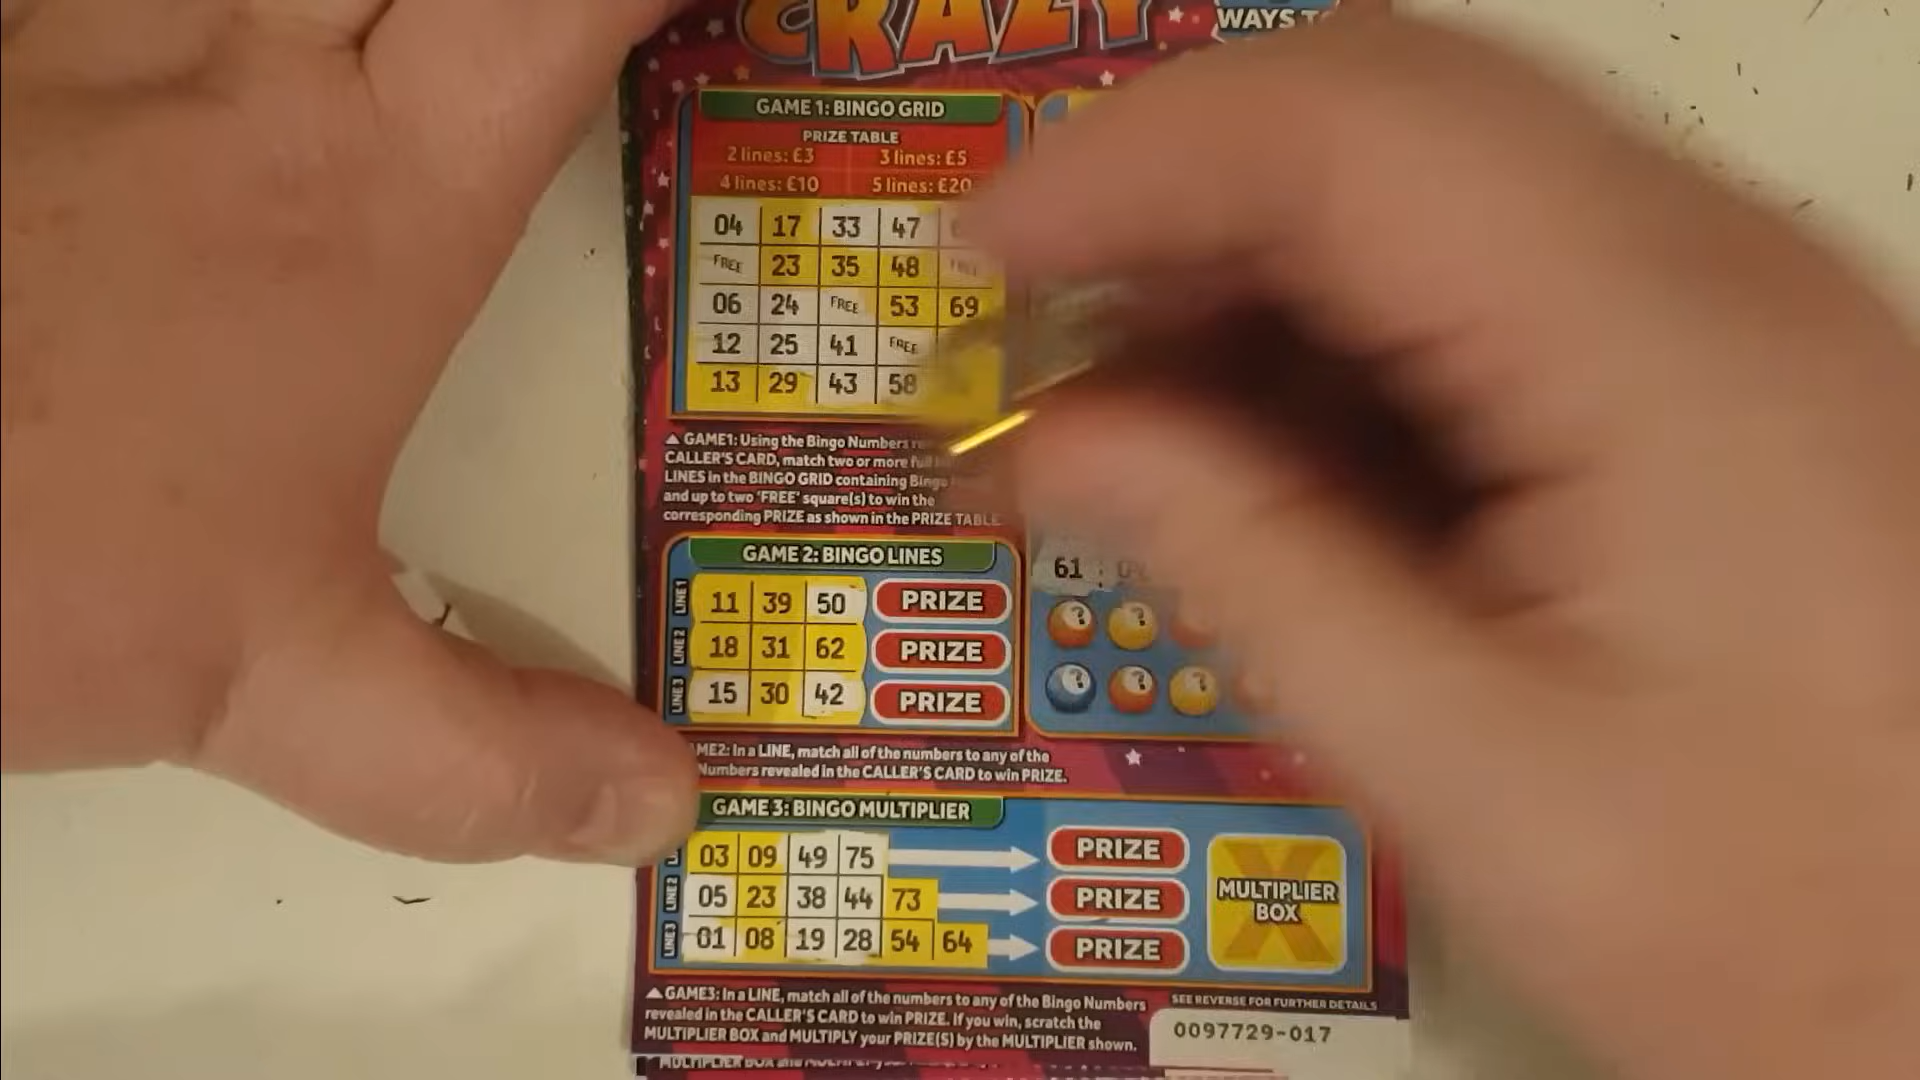 CRAZY
WAYS
GAME 1: BINGO GRID
PRIZE TABLE
2 lines: £3 3 lines: £5
4 lines: £10 5 lines: £20
04 17 33 47
FREE 23 35 48 FREE
06 24 FREE 53 69
12 25 41 FREE
13 29 43 58
GAME1: Using the Bingo Numbers
CALLER'S CARD, match two or more full
LINES in the BINGO GRID containing Bingo
and up to two 'FREE' square(s) to win the
corresponding PRIZE as shown in the PRIZE TABLE
GAME 2: BINGO LINES
LINE 1 11 39 50 PRIZE
LINE 2 18 31 62 PRIZE
LINE 3 15 30 42 PRIZE
61
In a LINE, match all of the numbers to any of the
Numbers revealed in the CALLER'S CARD to win PRIZE.
GAME 3: BINGO MULTIPLIER
03 09 49 75 PRIZE
LINE 2 05 23 38 44 73 PRIZE
LINE 3 01 08 19 28 54 64 PRIZE
MULTIPLIER
BOX
GAME3: In a LINE, match all of the numbers to any of the Bingo Numbers
revealed in the CALLER'S CARD to win PRIZE. If you win, scratch the
MULTIPLIER BOX and MULTIPLY your PRIZE(S) by the MULTIPLIER shown.
SEE REVERSE FOR FURTHER DETAILS
0097729-017
MULTIPLIER BOX and